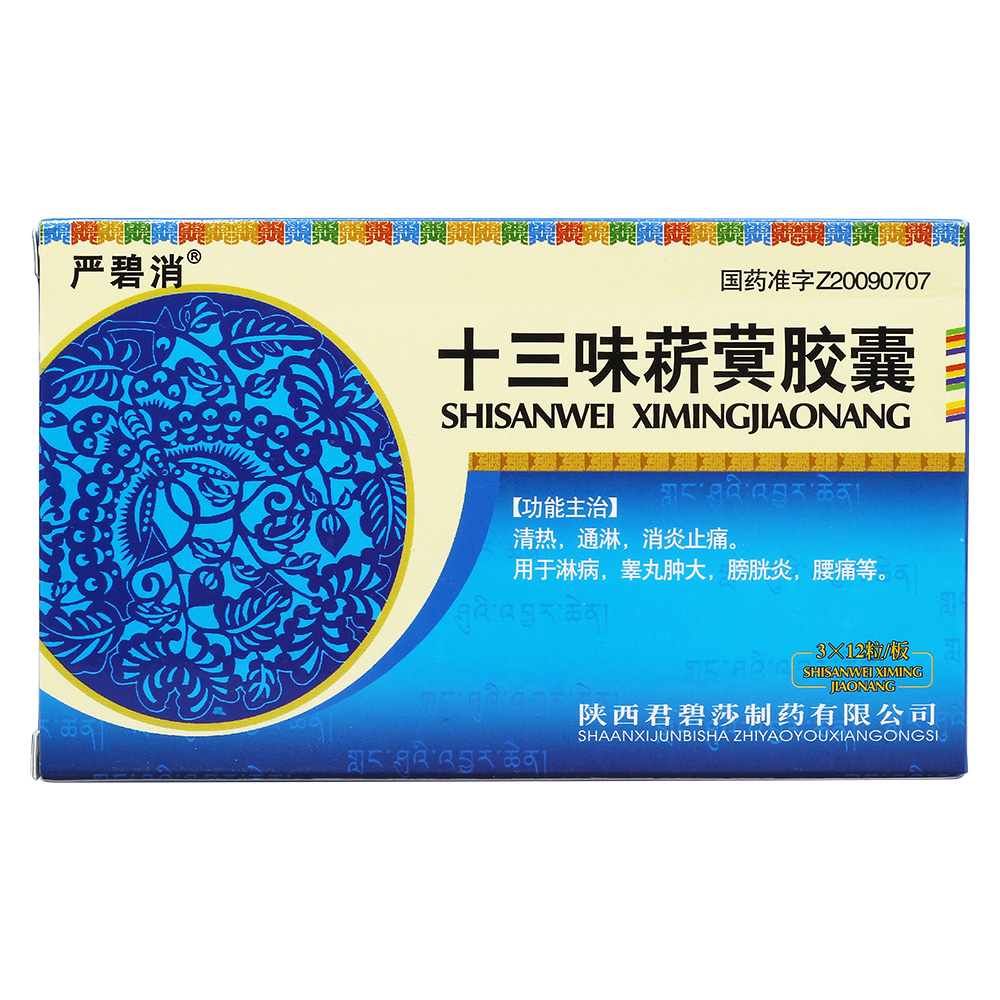 严碧消®
国药准字Z20090707
十三味菥蓂胶囊
SHISANWEI XIMINGJIAONANG
【功能主治】
清热，通淋，消炎止痛。
用于淋病，睾丸肿大，膀胱炎，腰痛等。
3×12粒/板
SHISANWEI XIMING
JIAONANG
陕西君碧莎制药有限公司
SHAANXIJUNBISHA ZHIYAOYOUXIANGONGSI